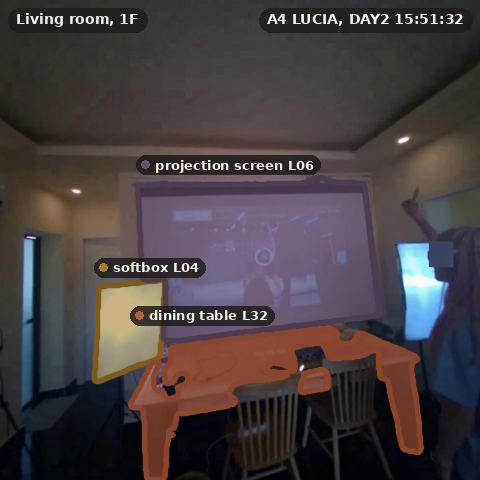 Living room, 1F
A4 LUCIA, DAY2 15:51:32
projection screen L06
softbox L04
dining table L32